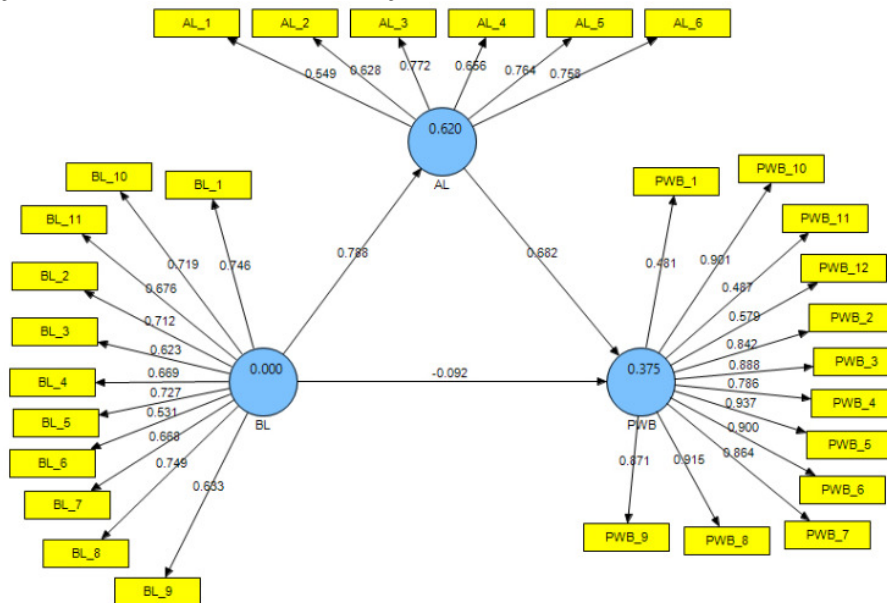 AL_1
AL_2
AL_3
AL_4
AL_5
AL_6
0.549
0.628
0.772
0.656
0.764
0.758
0.620
AL
BL_10
BL_1
BL_11
BL_2
BL_3
BL_4
BL_5
BL_6
BL_7
BL_8
BL_9
0.719
0.746
0.676
0.712
0.623
0.669
0.727
0.531
0.668
0.749
0.633
0.000
BL
0.788
0.682
-0.092
0.375
PWB
PWB_1
PWB_10
PWB_11
PWB_12
PWB_2
PWB_3
PWB_4
PWB_5
PWB_6
PWB_7
PWB_8
PWB_9
0.481
0.901
0.487
0.579
0.842
0.888
0.786
0.937
0.900
0.864
0.915
0.871